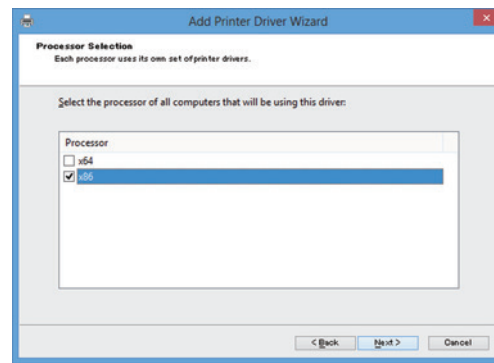 Add Printer Driver Wizard
Processor Selection
Each processor uses its own set of printer drivers.
Select the processor of all computers that will be using this driver:
Processor
x64
x86
< Back Next > Cancel